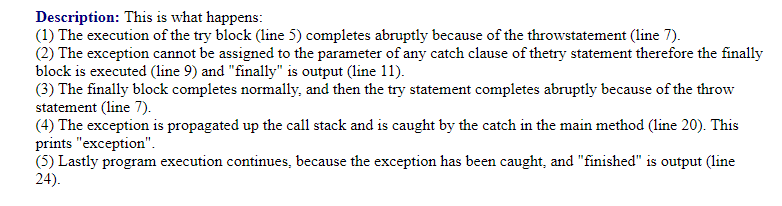 Description: This is what happens:
(1) The execution of the try block (line 5) completes abruptly because of the throwstatement (line 7).
(2) The exception cannot be assigned to the parameter of any catch clause of thetry statement therefore the finally
block is executed (line 9) and "finally" is output (line 11).
(3) The finally block completes normally, and then the try statement completes abruptly because of the throw
statement (line 7).
(4) The exception is propagated up the call stack and is caught by the catch in the main method (line 20). This
prints "exception".
(5) Lastly program execution continues, because the exception has been caught, and "finished" is output (line
24).